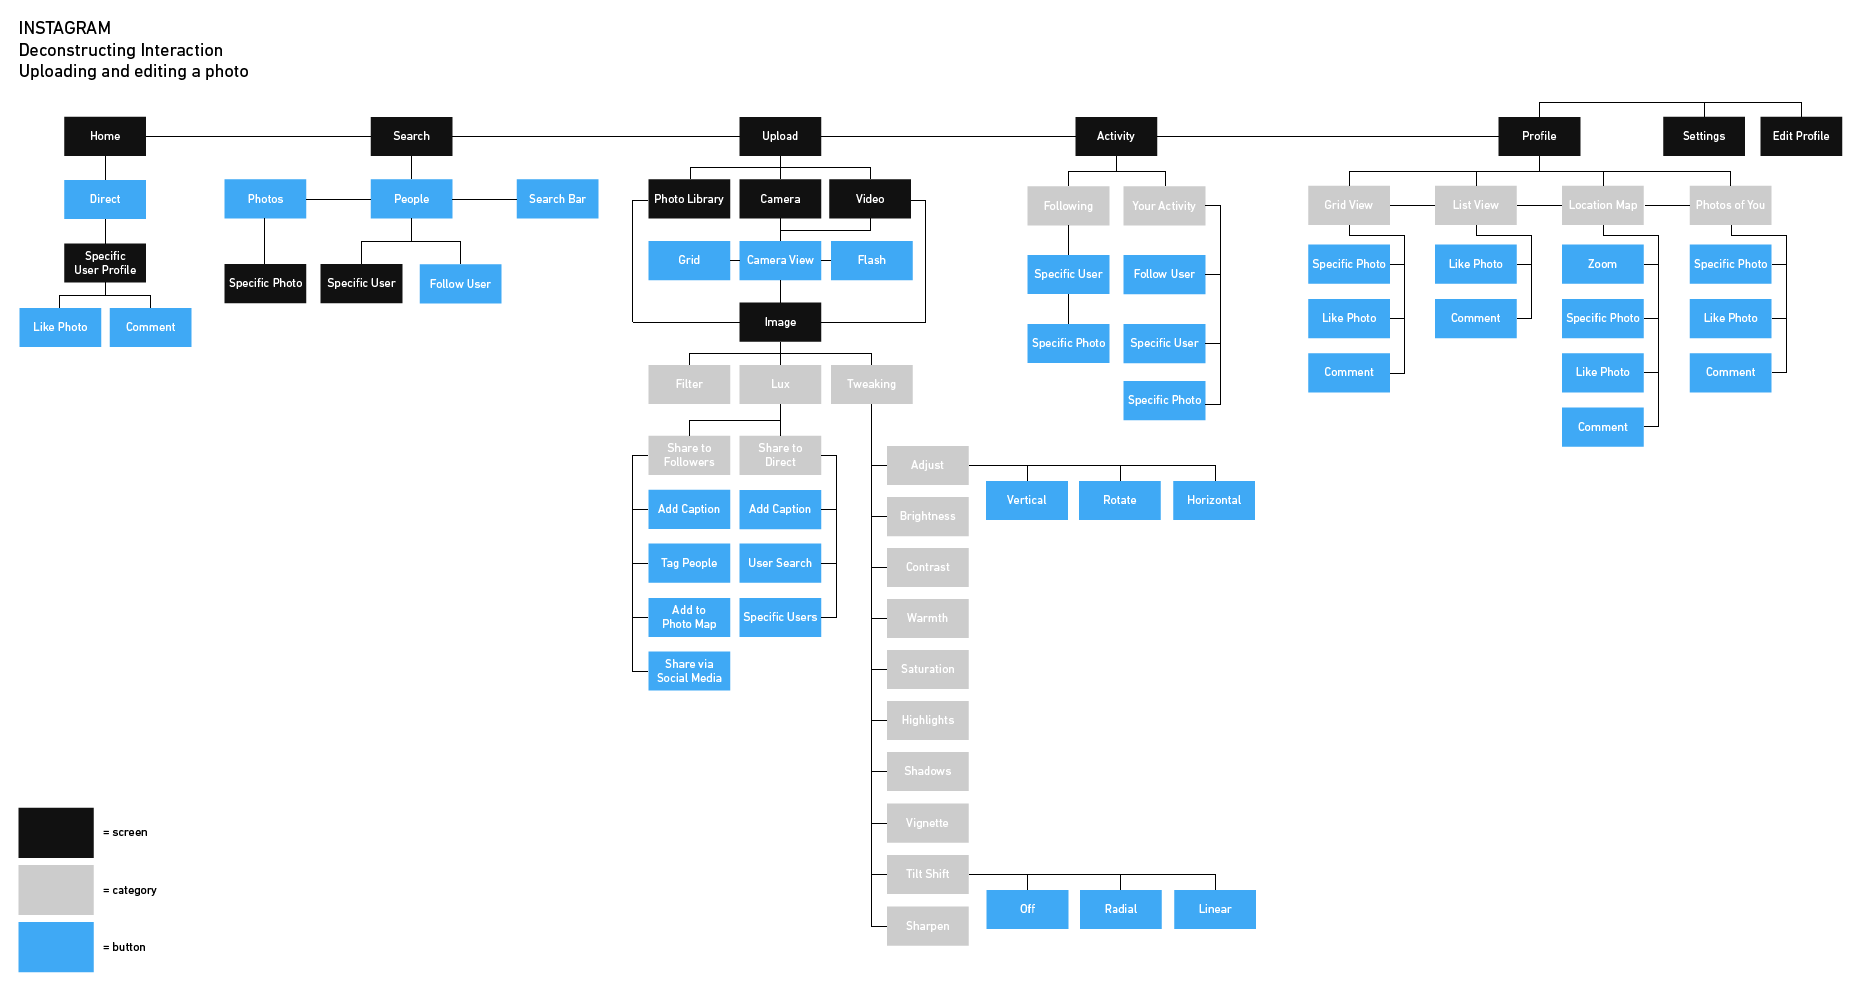 INSTAGRAM
Deconstructing Interaction
Uploading and editing a photo
Home
Search
Upload
Activity
Profile
Settings
Edit Profile
Direct
Specific
User Profile
Like Photo
Comment
Photos
People
Search Bar
Specific Photo
Specific User
Follow User
Photo Library
Camera
Video
Grid
Camera View
Flash
Image
Filter
Lux
Tweaking
Share to
Followers
Add Caption
Tag People
Add to
Photo Map
Share via
Social Media
Share to
Direct
Add Caption
User Search
Specific Users
Adjust
Vertical
Rotate
Horizontal
Brightness
Contrast
Warmth
Saturation
Highlights
Shadows
Vignette
Tilt Shift
Off
Radial
Linear
Sharpen
Following
Specific User
Specific Photo
Your Activity
Follow User
Specific User
Specific Photo
Grid View
Specific Photo
Like Photo
Comment
List View
Like Photo
Comment
Location Map
Zoom
Specific Photo
Like Photo
Comment
Photos of You
Specific Photo
Like Photo
Comment
= screen
= category
= button